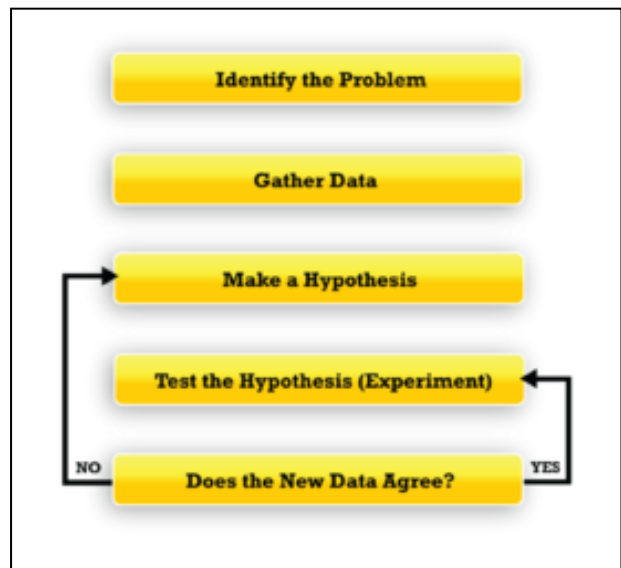 Identify the Problem
Gather Data
Make a Hypothesis
Test the Hypothesis (Experiment)
NO
Does the New Data Agree?
YES